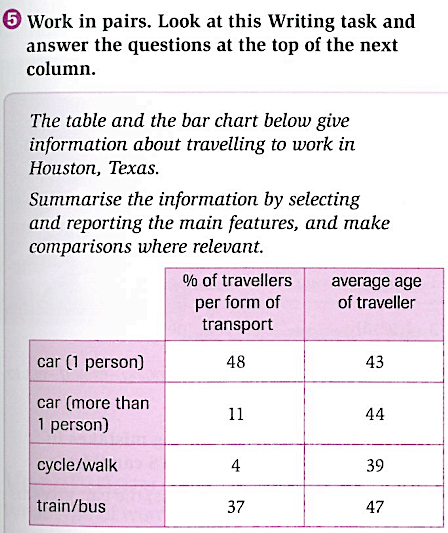 5 Work in pairs. Look at this Writing task and
answer the questions at the top of the next
column.
The table and the bar chart below give
information about travelling to work in
Houston, Texas.
Summarise the information by selecting
and reporting the main features, and make
comparisons where relevant.
% of travellers
per form of
transport
average age
of traveller
car (1 person) 48 43
car (more than
1 person) 11 44
cycle/walk 4 39
train/bus 37 47